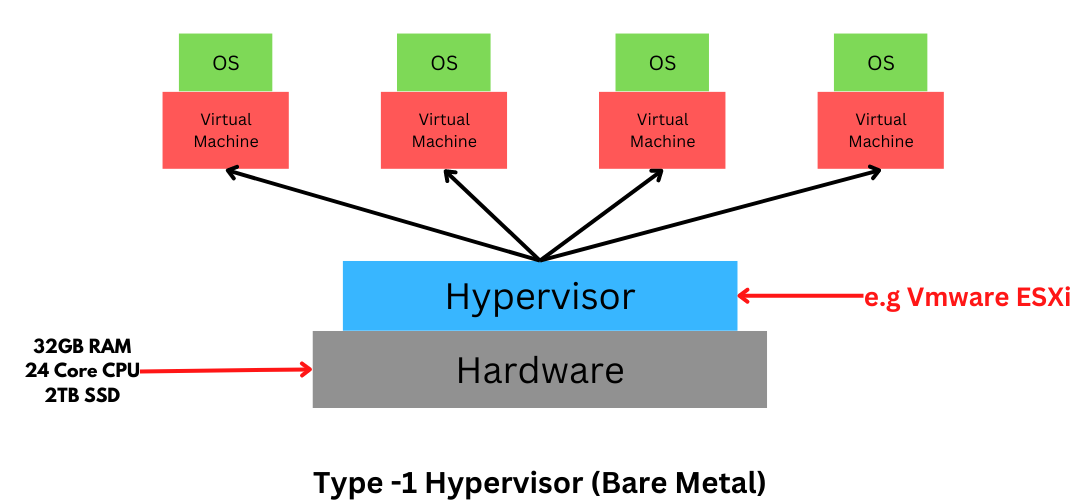 OS
OS
OS
OS
Virtual
Machine
Virtual
Machine
Virtual
Machine
Virtual
Machine
Hypervisor
e.g Vmware ESXi
32GB RAM
24 Core CPU
2TB SSD
Hardware
Type -1 Hypervisor (Bare Metal)